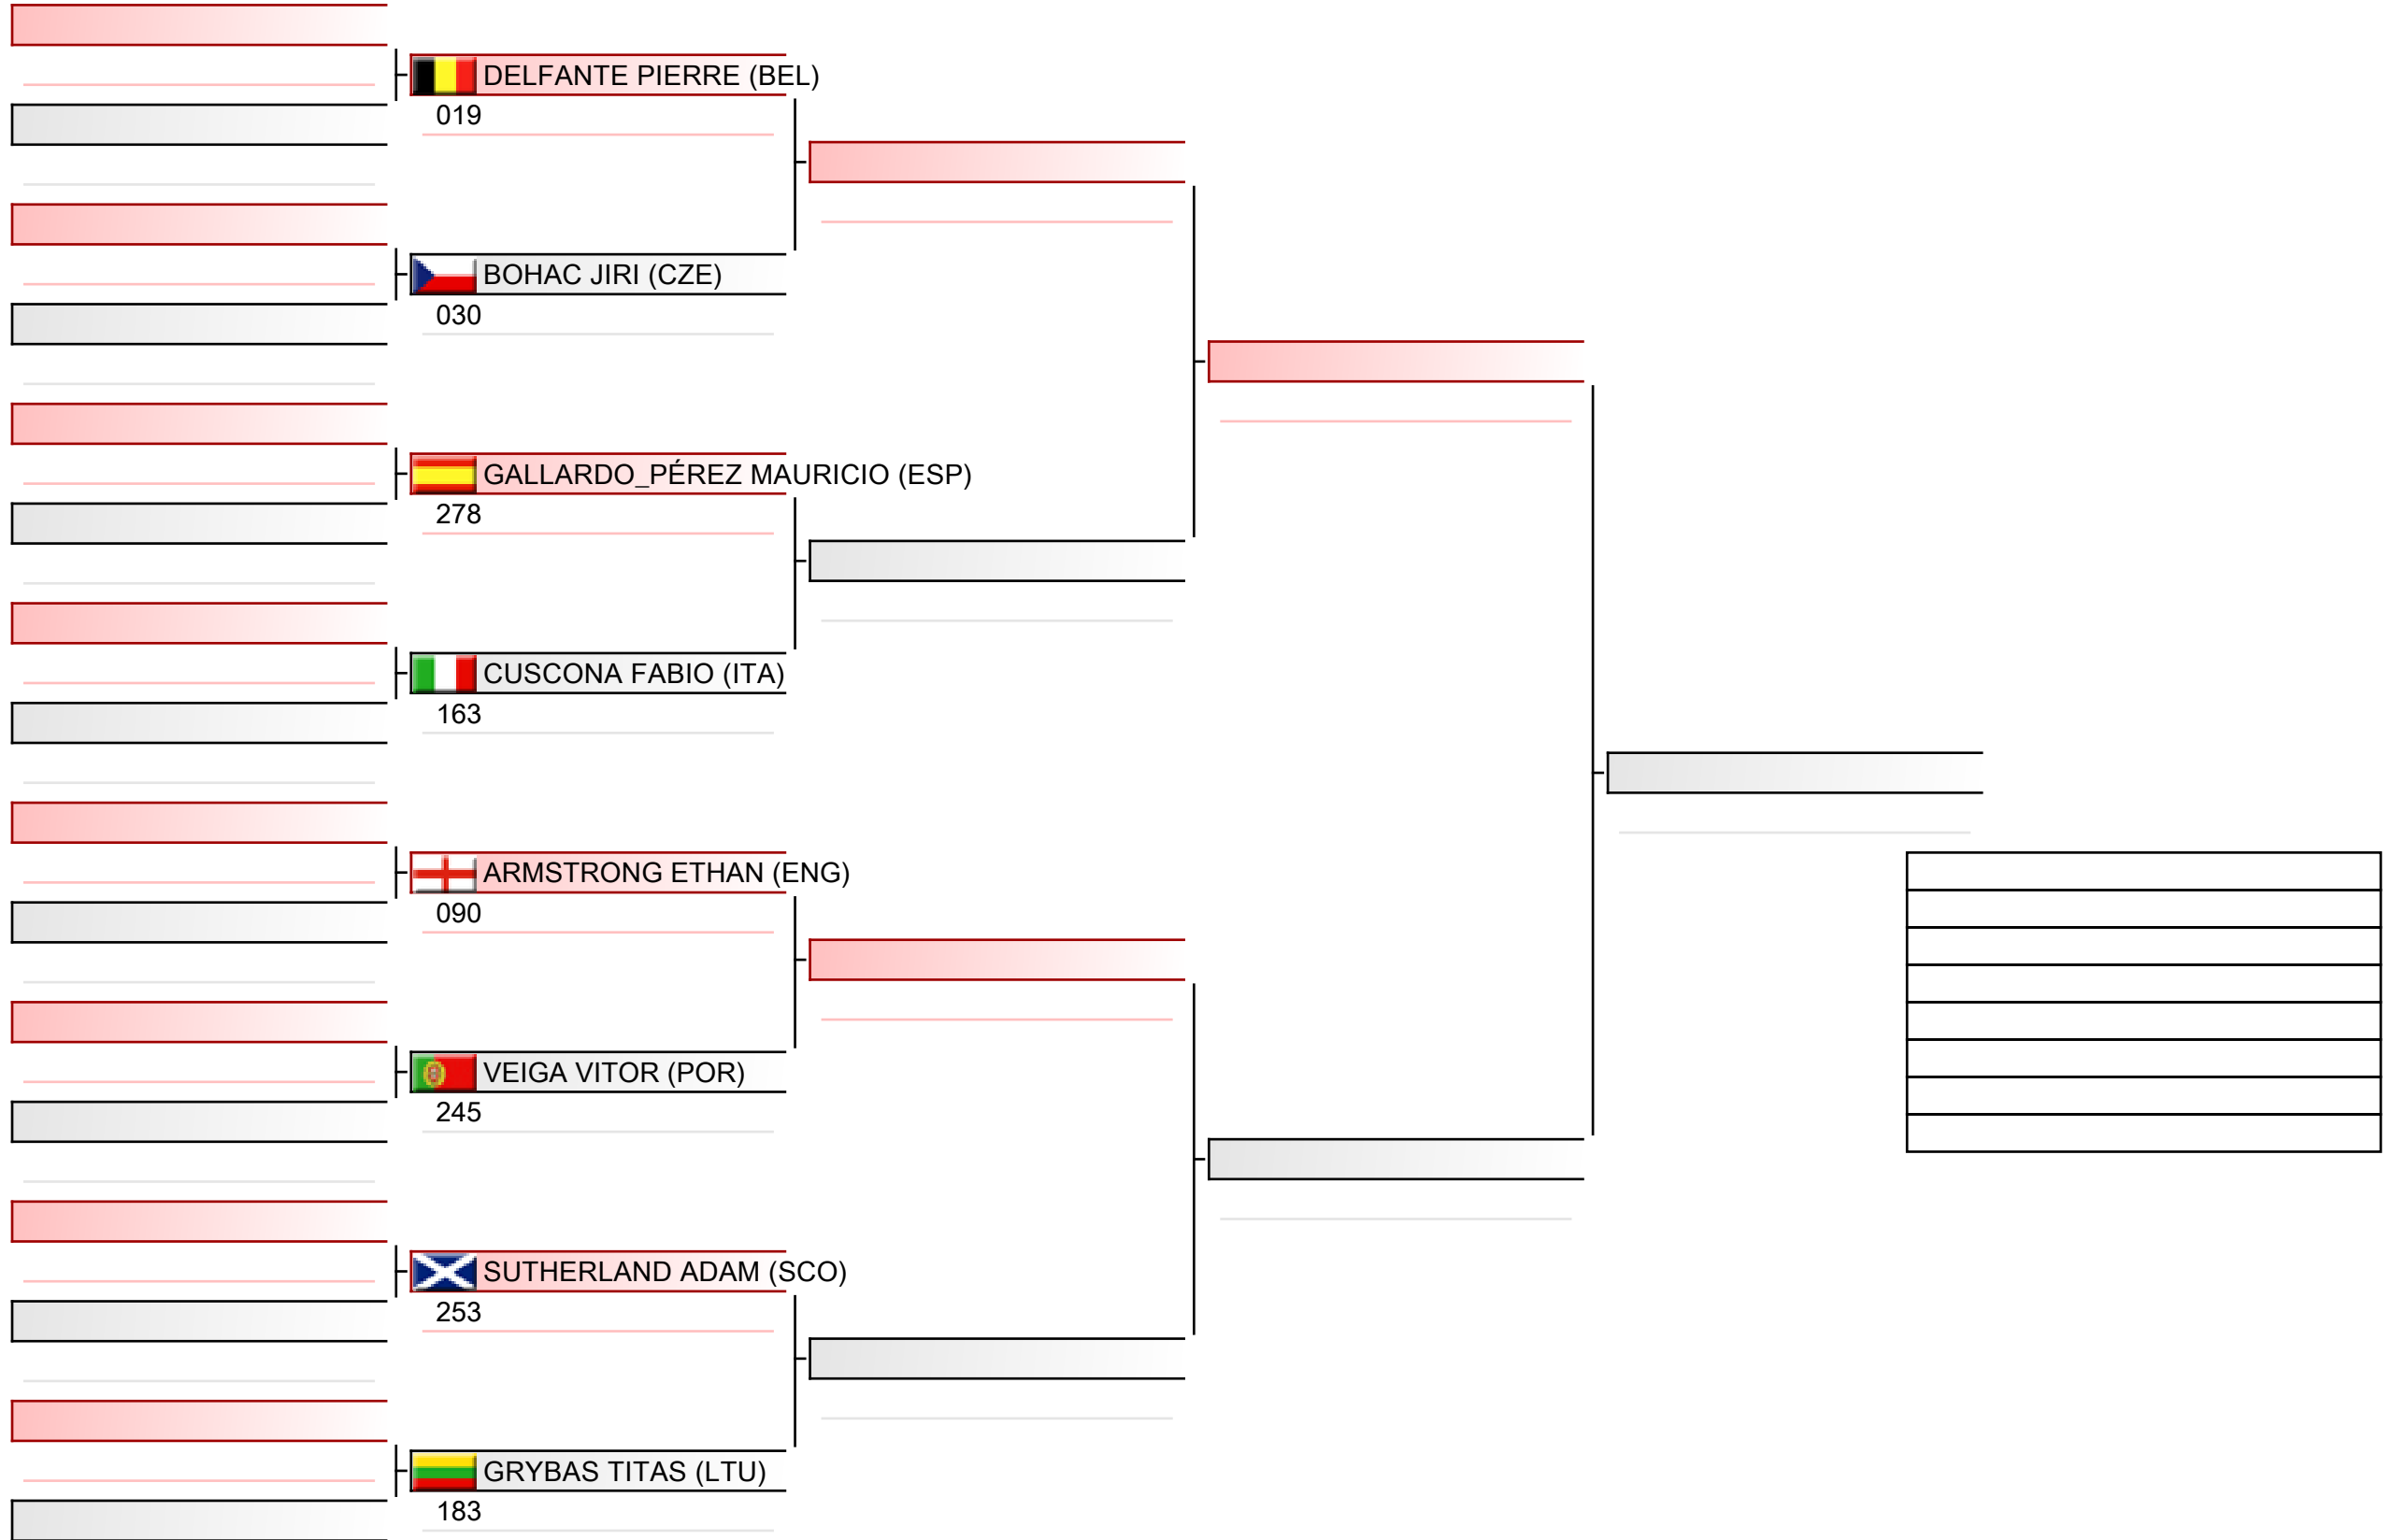 DELFANTE PIERRE (BEL)
019
BOHAC JIRI (CZE)
030
GALLARDO_PÉREZ MAURICIO (ESP)
278
CUSCONA FABIO (ITA)
163
ARMSTRONG ETHAN (ENG)
090
VEIGA VITOR (POR)
245
SUTHERLAND ADAM (SCO)
253
GRYBAS TITAS (LTU)
183